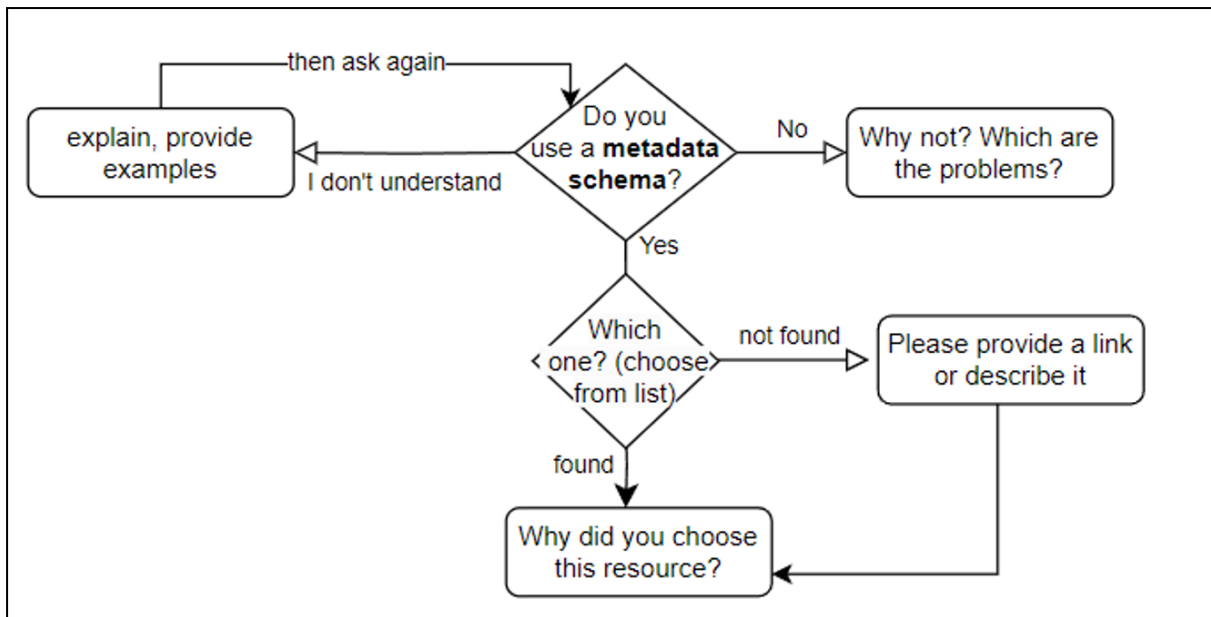 then ask again
explain, provide
examples
I don't understand
Do you
use a metadata
schema?
No
Why not? Which are
the problems?
Yes
Which
one? (choose
from list)
not found
Please provide a link
or describe it
found
Why did you choose
this resource?